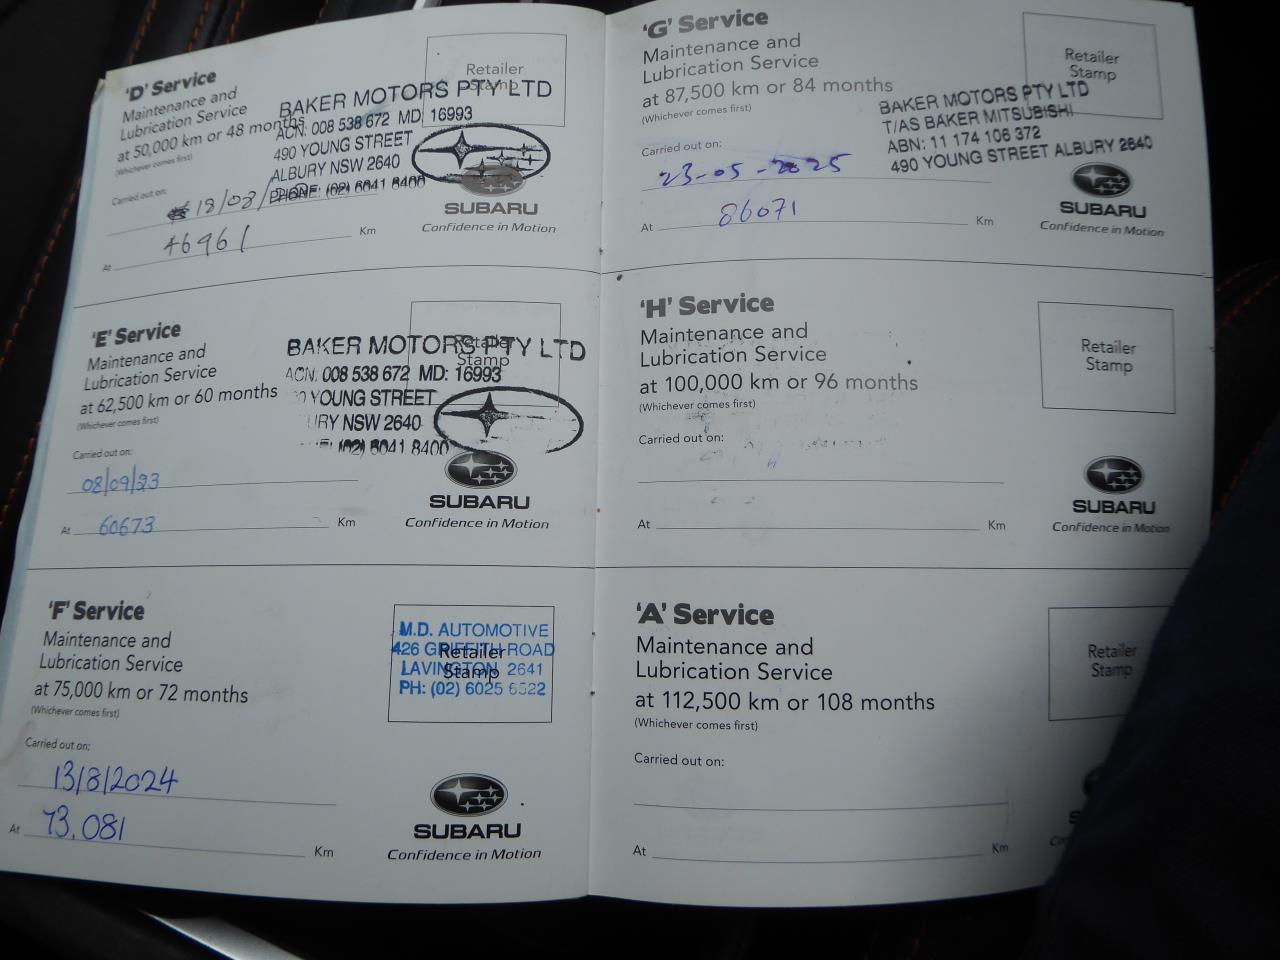 'D' Service
Maintenance and
Lubrication Service
at 50,000 km or 48 months
(Whichever comes first)
Retailer
Stamp
BAKER MOTORS PTY LTD
ACN: 008 538 672 MD: 16993
490 YOUNG STREET
ALBURY NSW 2640
PHONE: (02) 6041 8400
Carried out on:
18/08/
At 46961 Km
SUBARU
Confidence in Motion
'E' Service
Maintenance and
Lubrication Service
at 62,500 km or 60 months
(Whichever comes first)
Retailer
Stamp
BAKER MOTORS PTY LTD
ACN: 008 538 672 MD: 16993
YOUNG STREET
URY NSW 2640
(02) 6041 8400
Carried out on:
08/09/23
At 60673 Km
SUBARU
Confidence in Motion
'F' Service
Maintenance and
Lubrication Service
at 75,000 km or 72 months
(Whichever comes first)
Retailer
Stamp
M.D. AUTOMOTIVE
426 GRIFFITH ROAD
LAVINGTON 2641
PH: (02) 6025 6522
Carried out on:
13/8/2024
At 73.081 Km
SUBARU
Confidence in Motion
'G' Service
Maintenance and
Lubrication Service
at 87,500 km or 84 months
(Whichever comes first)
Retailer
Stamp
BAKER MOTORS PTY LTD
T/AS BAKER MITSUBISHI
ABN: 11 174 106 372
490 YOUNG STREET ALBURY 2640
Carried out on:
23-05-2025
At 86071 Km
SUBARU
Confidence in Motion
'H' Service
Maintenance and
Lubrication Service
at 100,000 km or 96 months
(Whichever comes first)
Retailer
Stamp
Carried out on:
At Km
SUBARU
Confidence in Motion
'A' Service
Maintenance and
Lubrication Service
at 112,500 km or 108 months
(Whichever comes first)
Retailer
Stamp
Carried out on:
At Km